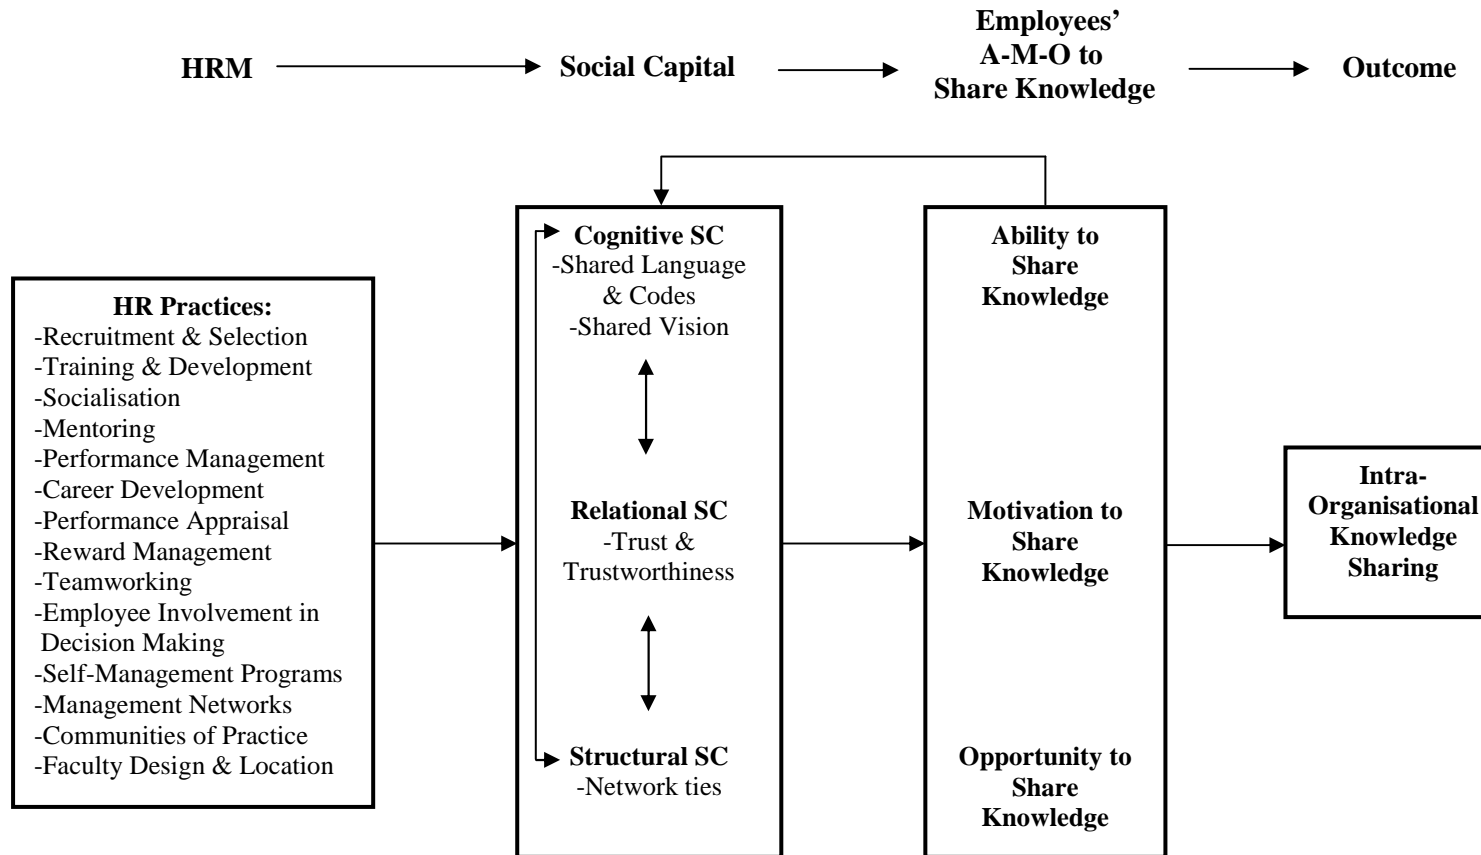 HRM
Social Capital
Employees’
A-M-O to
Share Knowledge
Outcome
HR Practices:
-Recruitment & Selection
-Training & Development
-Socialisation
-Mentoring
-Performance Management
-Career Development
-Performance Appraisal
-Reward Management
-Teamworking
-Employee Involvement in
Decision Making
-Self-Management Programs
-Management Networks
-Communities of Practice
-Faculty Design & Location
Cognitive SC
-Shared Language
& Codes
-Shared Vision
Relational SC
-Trust &
Trustworthiness
Structural SC
-Network ties
Ability to
Share
Knowledge
Motivation to
Share
Knowledge
Opportunity to
Share
Knowledge
Intra-
Organisational
Knowledge
Sharing